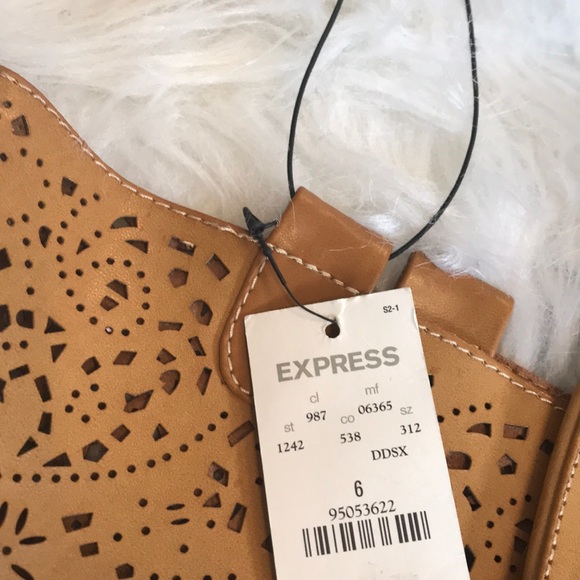 S2-1
EXPRESS
cl mf
st 987 co 06365 sz
1242 538 312
DDSX
6
95053622